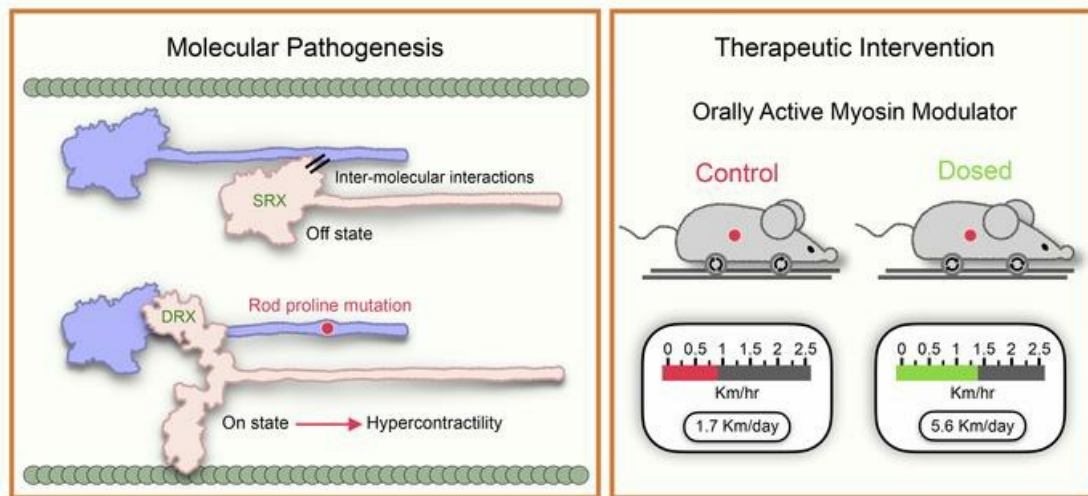 Molecular Pathogenesis
SRX
Inter-molecular interactions
Off state
DRX
Rod proline mutation
On state
Hypercontractility
Therapeutic Intervention
Orally Active Myosin Modulator
Control
Dosed
0 0.5 1 1.5 2 2.5
Km/hr
1.7 Km/day
0 0.5 1 1.5 2 2.5
Km/hr
5.6 Km/day